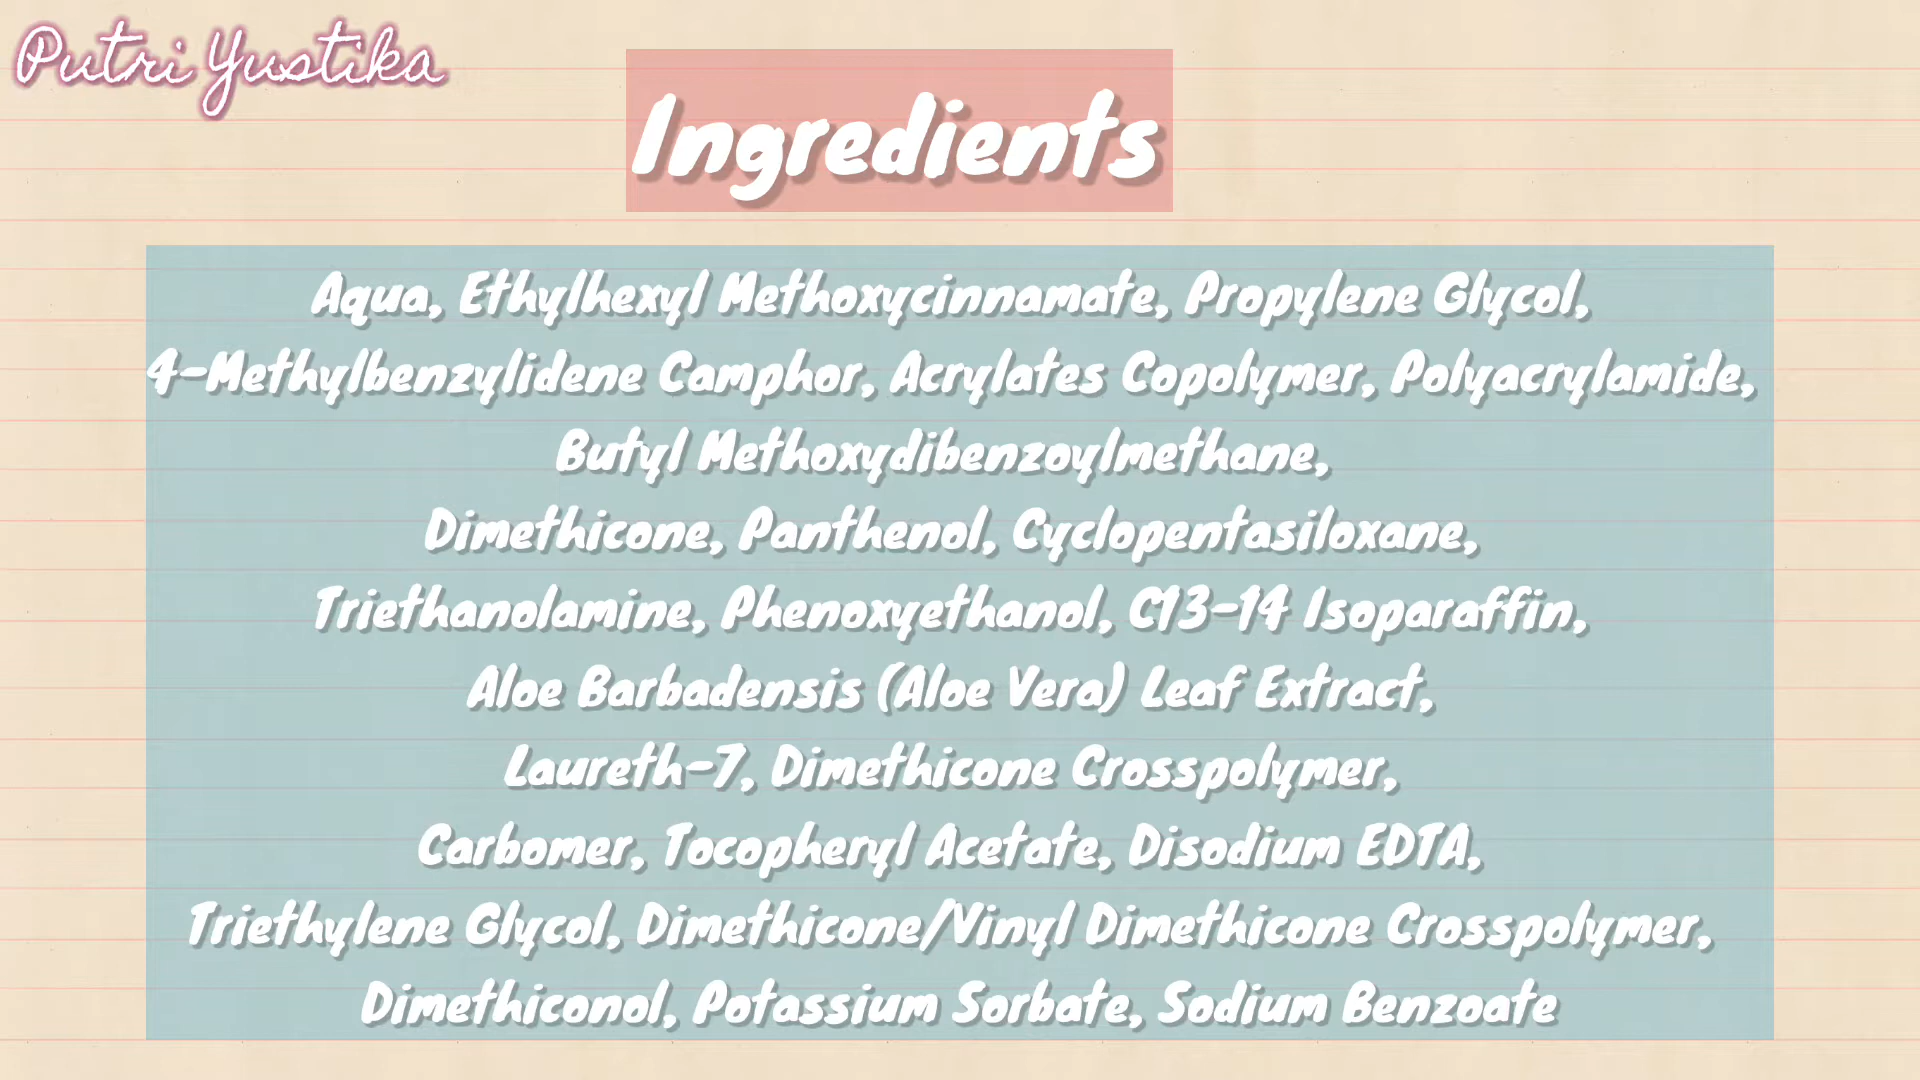 Putri Yustika
Ingredients
Aqua, Ethylhexyl Methoxycinnamate, Propylene Glycol,
4-Methylbenzylidene Camphor, Acrylates Copolymer, Polyacrylamide,
Butyl Methoxydibenzoylmethane,
Dimethicone, Panthenol, Cyclopentasiloxane,
Triethanolamine, Phenoxyethanol, C13-14 Isoparaffin,
Aloe Barbadensis (Aloe Vera) Leaf Extract,
Laureth-7, Dimethicone Crosspolymer,
Carbomer, Tocopheryl Acetate, Disodium EDTA,
Triethylene Glycol, Dimethicone/Vinyl Dimethicone Crosspolymer,
Dimethiconol, Potassium Sorbate, Sodium Benzoate